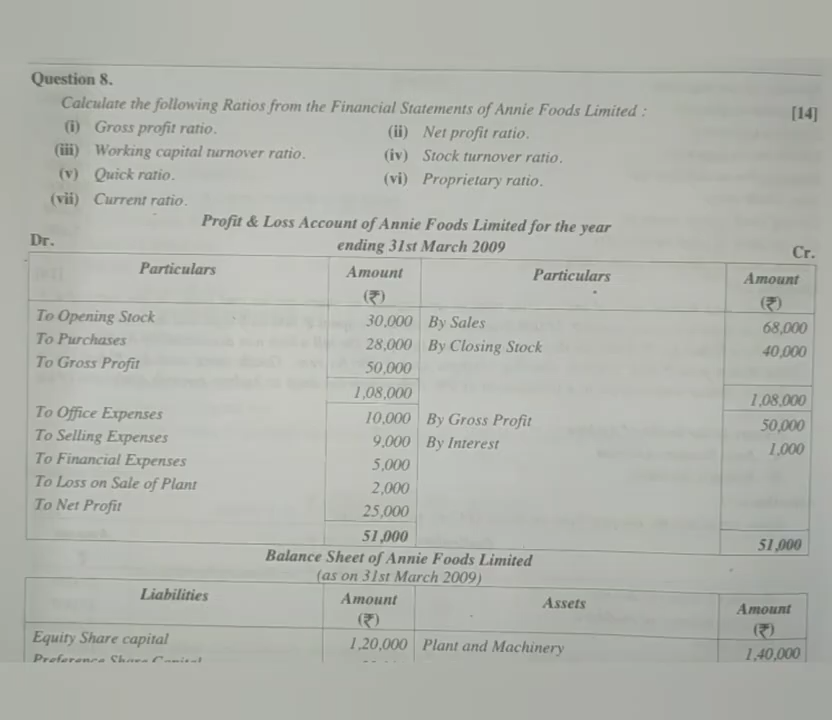 Question 8.
Calculate the following Ratios from the Financial Statements of Annie Foods Limited : [14]
(i) Gross profit ratio. (ii) Net profit ratio.
(iii) Working capital turnover ratio. (iv) Stock turnover ratio.
(v) Quick ratio. (vi) Proprietary ratio.
(vii) Current ratio.
Profit & Loss Account of Annie Foods Limited for the year
Dr. ending 31st March 2009 Cr.
Particulars Amount Particulars Amount
(₹) (₹)
To Opening Stock 30,000 By Sales 68,000
To Purchases 28,000 By Closing Stock 40,000
To Gross Profit 50,000
1,08,000 1,08,000
To Office Expenses 10,000 By Gross Profit 50,000
To Selling Expenses 9,000 By Interest 1,000
To Financial Expenses 5,000
To Loss on Sale of Plant 2,000
To Net Profit 25,000
51,000 51,000
Balance Sheet of Annie Foods Limited
(as on 31st March 2009)
Liabilities Amount Assets Amount
(₹) (₹)
Equity Share capital 1,20,000 Plant and Machinery 1,40,000
Preference Share Capital